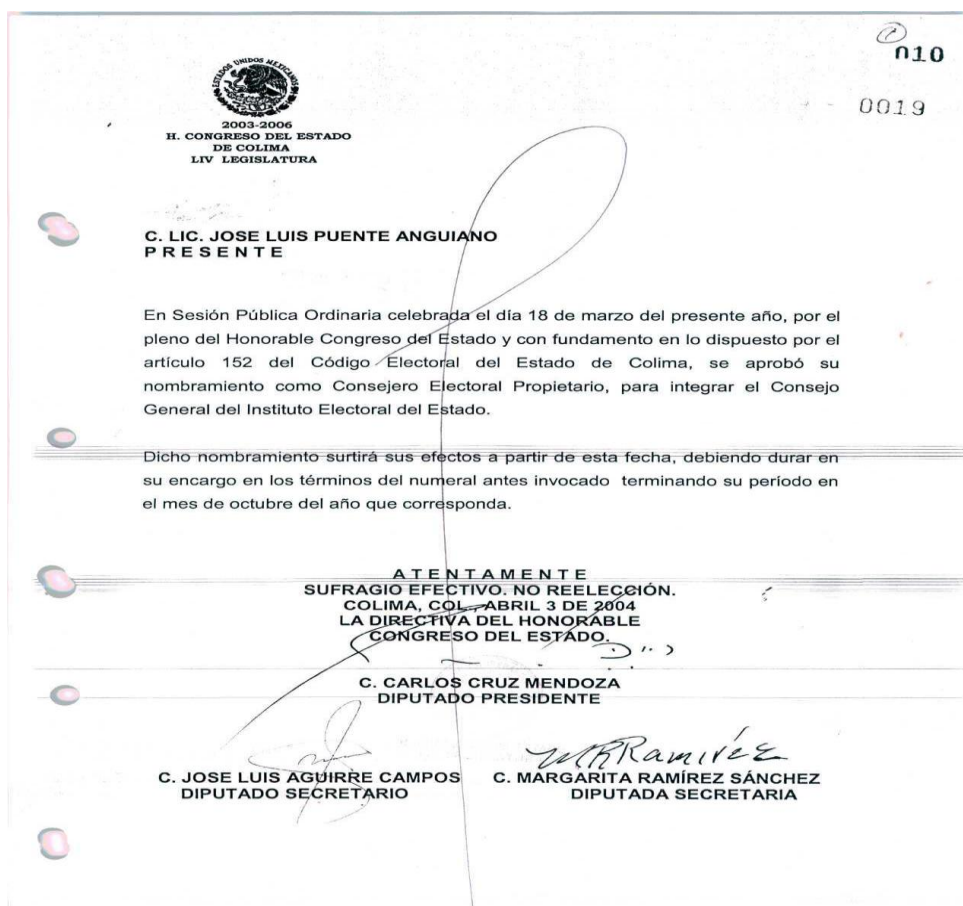 010
0019
ESTADOS UNIDOS MEXICANOS
2003-2006
H. CONGRESO DEL ESTADO
DE COLIMA
LIV LEGISLATURA
C. LIC. JOSE LUIS PUENTE ANGUIANO
P R E S E N T E
En Sesión Pública Ordinaria celebrada el día 18 de marzo del presente año, por el
pleno del Honorable Congreso del Estado y con fundamento en lo dispuesto por el
artículo 152 del Código Electoral del Estado de Colima, se aprobó su
nombramiento como Consejero Electoral Propietario, para integrar el Consejo
General del Instituto Electoral del Estado.
Dicho nombramiento surtirá sus efectos a partir de esta fecha, debiendo durar en
su encargo en los términos del numeral antes invocado terminando su período en
el mes de octubre del año que corresponda.
A T E N T A M E N T E
SUFRAGIO EFECTIVO. NO REELECCIÓN.
COLIMA, COL., ABRIL 3 DE 2004
LA DIRECTIVA DEL HONORABLE
CONGRESO DEL ESTADO.
C. CARLOS CRUZ MENDOZA
DIPUTADO PRESIDENTE
MRRamírez
C. JOSE LUIS AGUIRRE CAMPOS C. MARGARITA RAMÍREZ SÁNCHEZ
DIPUTADO SECRETARIO DIPUTADA SECRETARIA